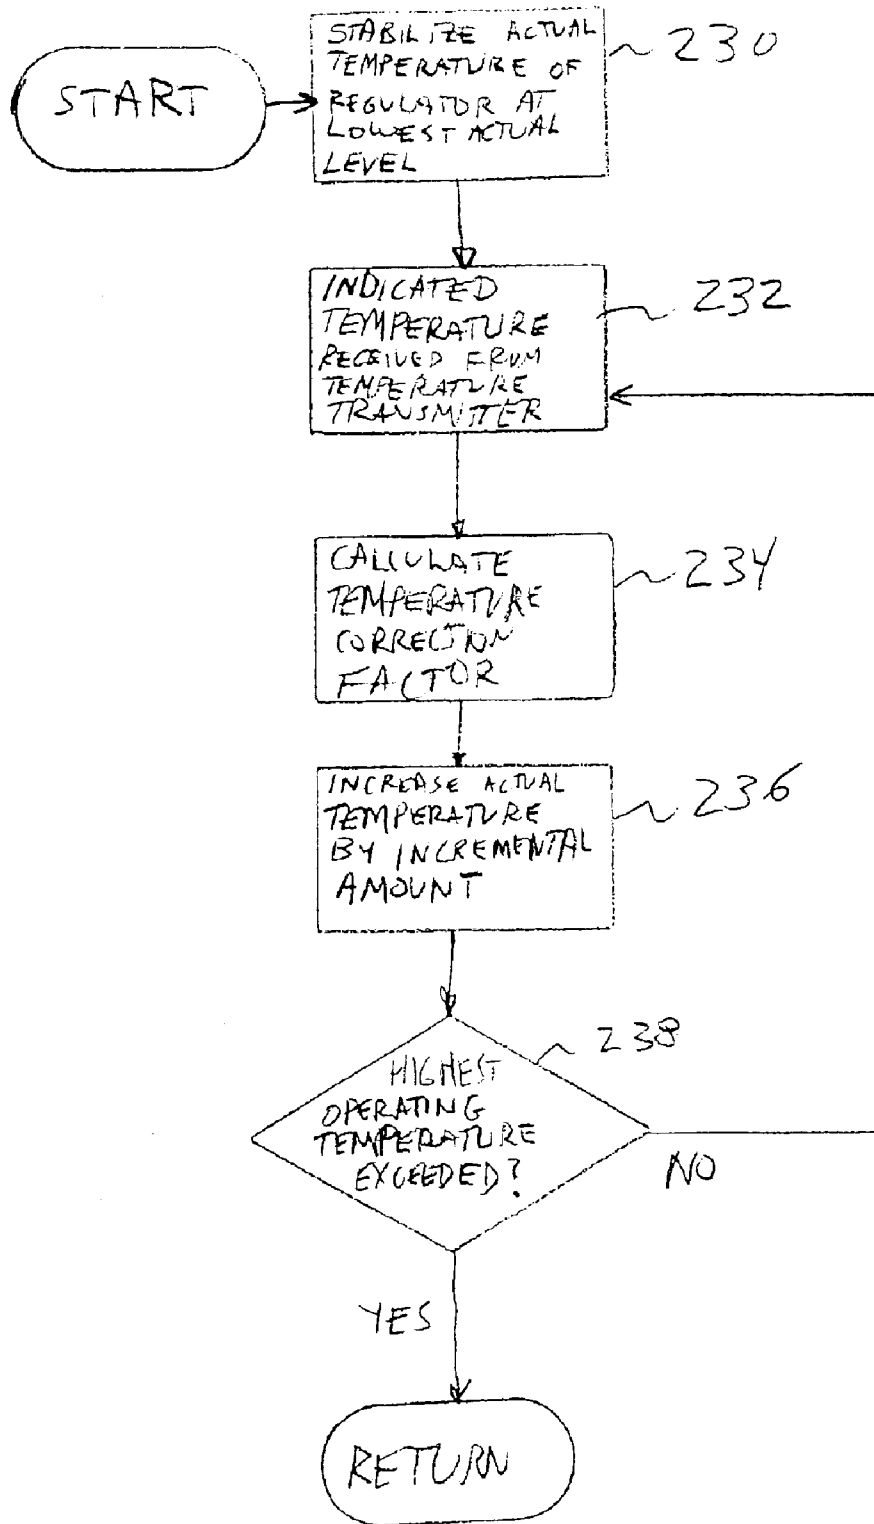 START
STABILIZE ACTUAL
TEMPERATURE OF
REGULATOR AT
LOWEST ACTUAL
LEVEL
230
INDICATED
TEMPERATURE
RECEIVED FROM
TEMPERATURE
TRANSMITTER
232
CALCULATE
TEMPERATURE
CORRECTION
FACTOR
234
INCREASE ACTUAL
TEMPERATURE
BY INCREMENTAL
AMOUNT
236
238
HIGHEST
OPERATING
TEMPERATURE
EXCEEDED?
NO
YES
RETURN